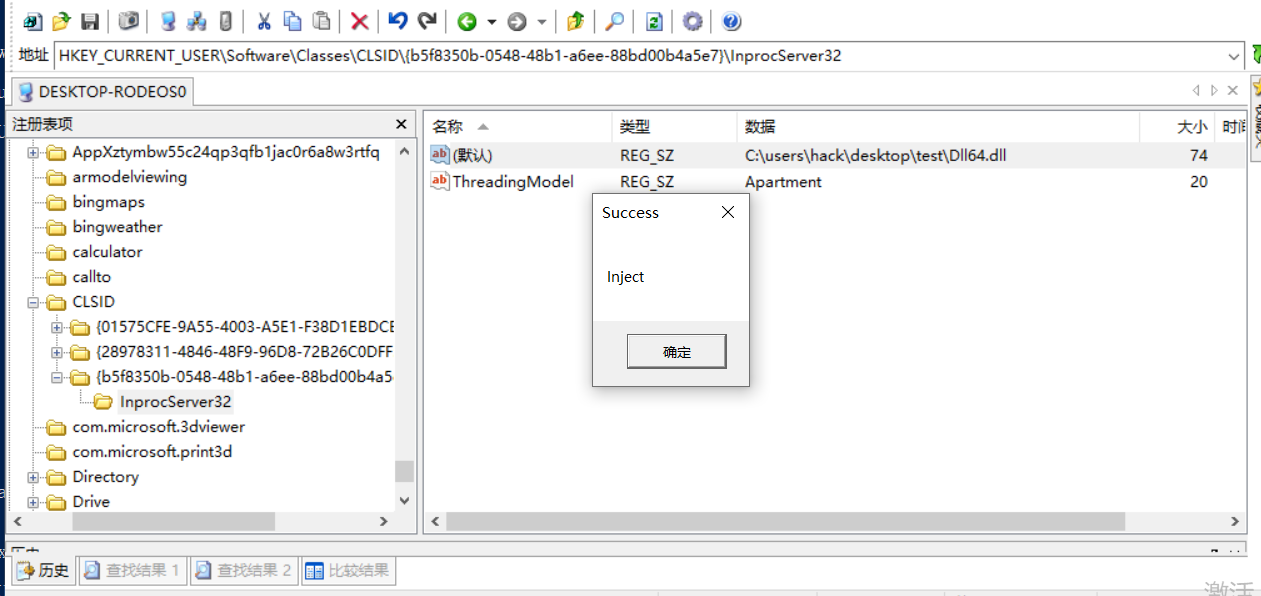 地址 HKEY_CURRENT_USER\Software\Classes\CLSID\{b5f8350b-0548-48b1-a6ee-88bd00b4a5e7}\InprocServer32
DESKTOP-RODEOS0
注册表项
名称 类型 数据 大小 时间
AppXztymbw55c24qp3qfb1jac0r6a8w3rtfq
armodelviewing
bingmaps
bingweather
calculator
callto
CLSID
{01575CFE-9A55-4003-A5E1-F38D1EBDCE
{28978311-4846-48F9-96D8-72B26C0DFF
{b5f8350b-0548-48b1-a6ee-88bd00b4a5
InprocServer32
com.microsoft.3dviewer
com.microsoft.print3d
Directory
Drive
(默认) REG_SZ C:\users\hack\desktop\test\Dll64.dll 74
ThreadingModel REG_SZ Apartment 20
Success
Inject
确定
历史
历史 查找结果 1 查找结果 2 比较结果
激活